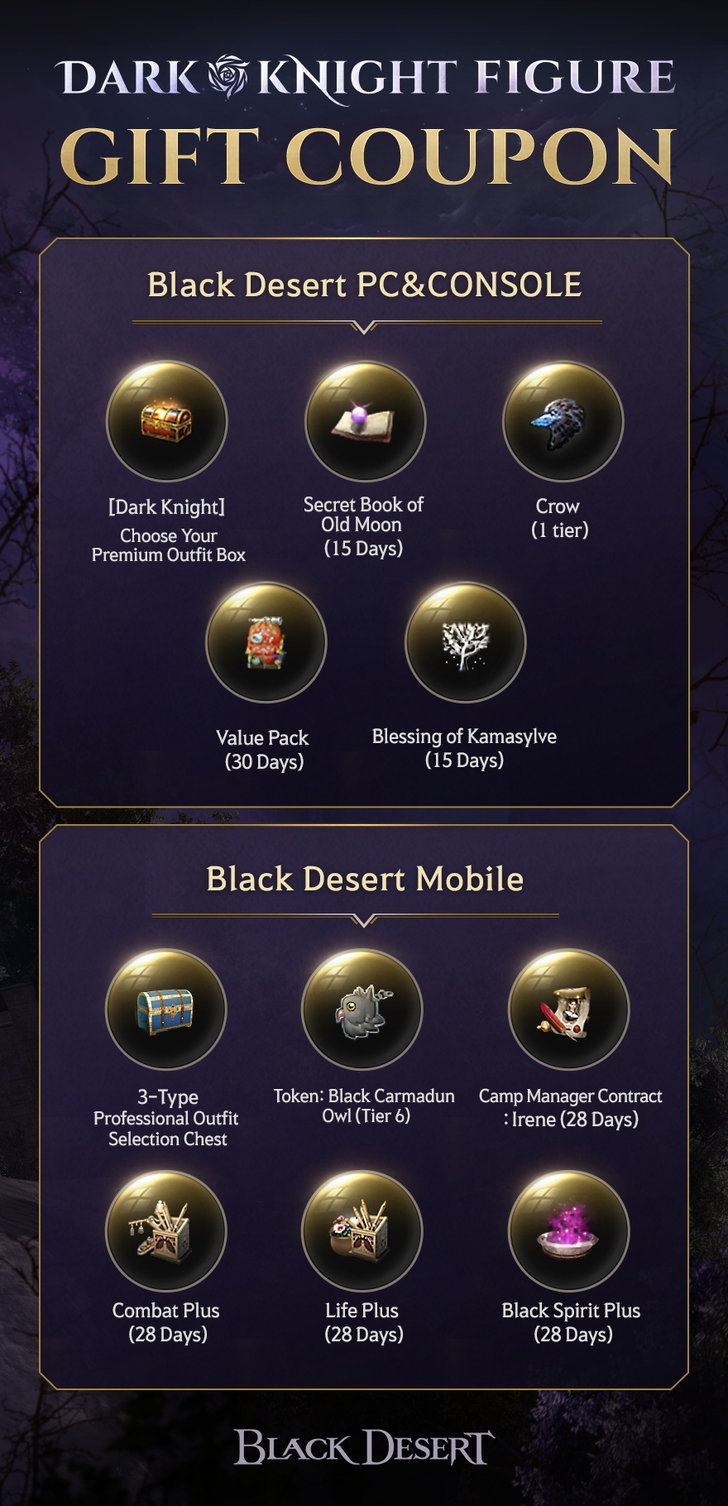 DARK KNIGHT FIGURE
GIFT COUPON
Black Desert PC&CONSOLE
[Dark Knight]
Choose Your
Premium Outfit Box
Secret Book of
Old Moon
(15 Days)
Crow
(1 tier)
Value Pack
(30 Days)
Blessing of Kamasylve
(15 Days)
Black Desert Mobile
3-Type
Professional Outfit
Selection Chest
Token: Black Carmadun
Owl (Tier 6)
Camp Manager Contract
: Irene (28 Days)
Combat Plus
(28 Days)
Life Plus
(28 Days)
Black Spirit Plus
(28 Days)
BLACK DESERT